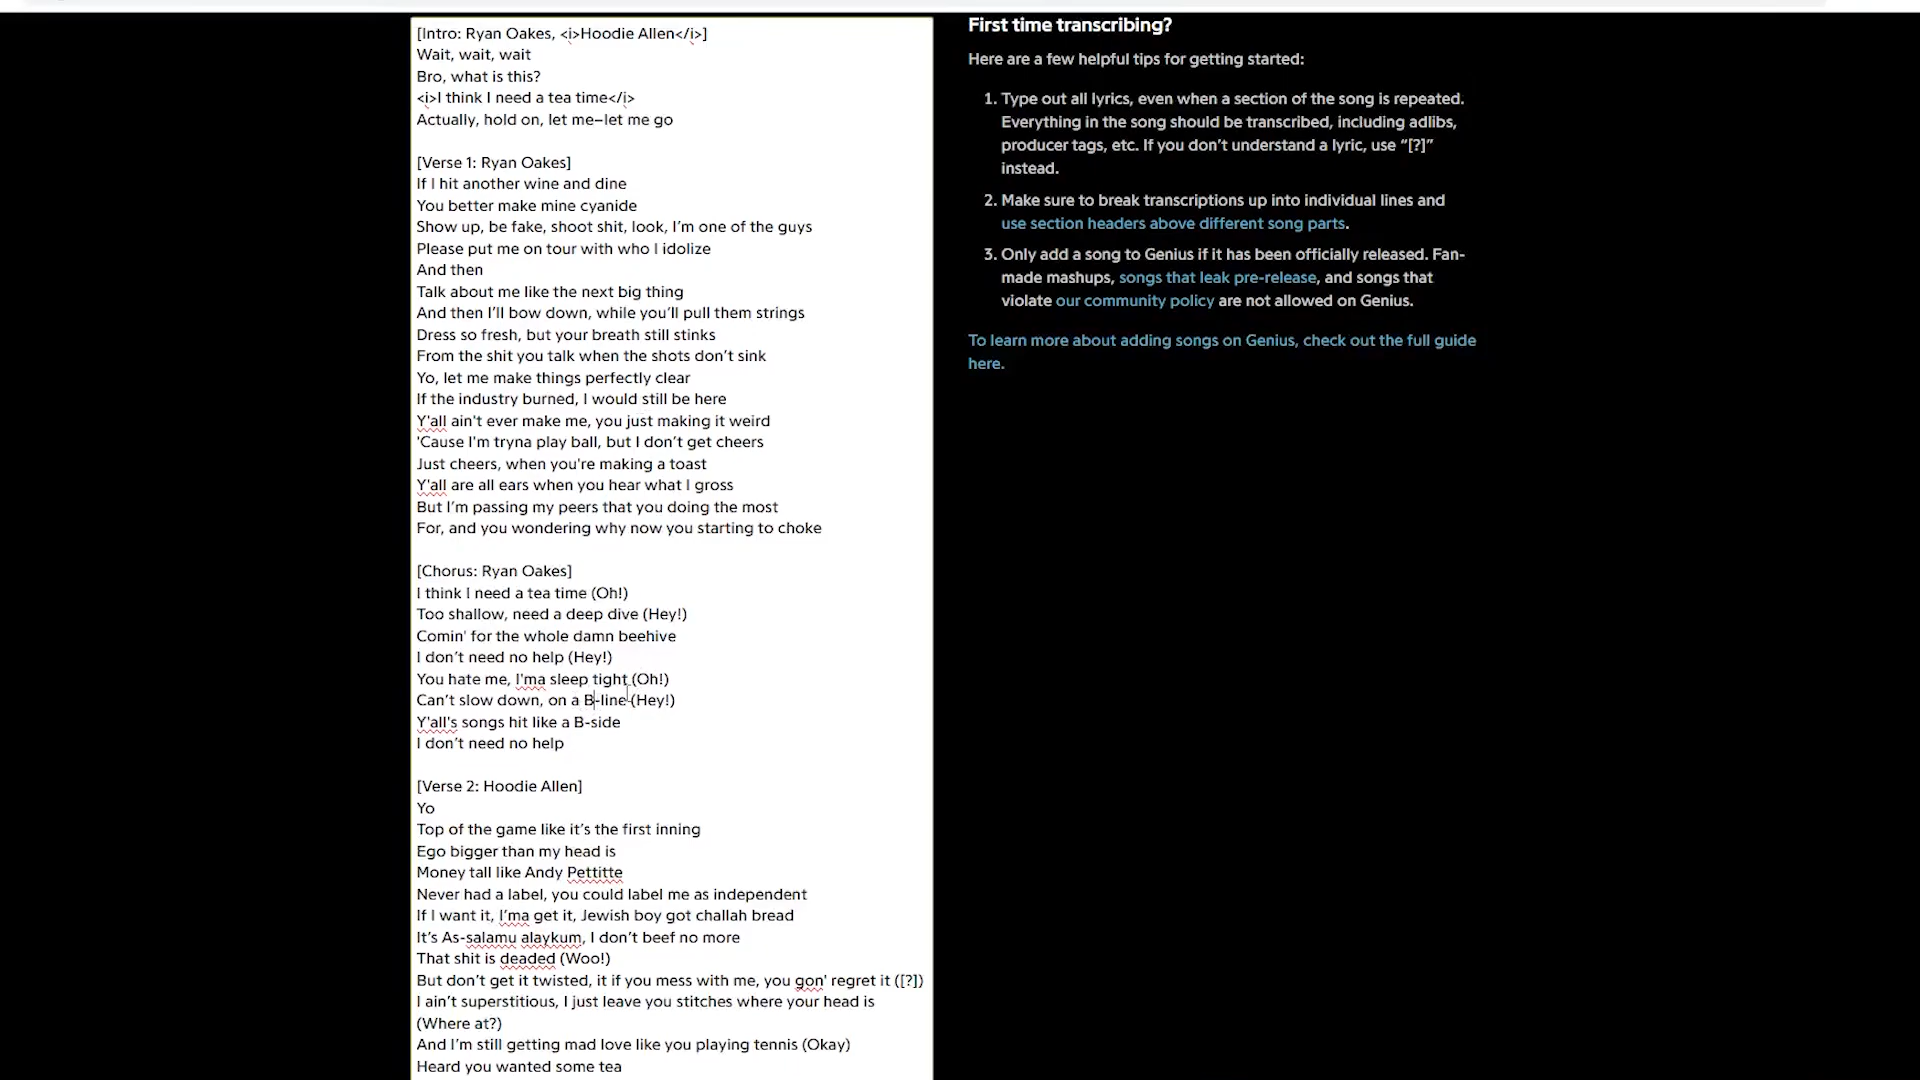 [Intro: Ryan Oakes, <i>Hoodie Allen</i>]
Wait, wait, wait
Bro, what is this?
<i>I think I need a tea time</i>
Actually, hold on, let me–let me go

[Verse 1: Ryan Oakes]
If I hit another wine and dine
You better make mine cyanide
Show up, be fake, shoot shit, look, I’m one of the guys
Please put me on tour with who I idolize
And then
Talk about me like the next big thing
And then I’ll bow down, while you’ll pull them strings
Dress so fresh, but your breath still stinks
From the shit you talk when the shots don’t sink
Yo, let me make things perfectly clear
If the industry burned, I would still be here
Y'all ain't ever make me, you just making it weird
'Cause I'm tryna play ball, but I don’t get cheers
Just cheers, when you're making a toast
Y'all are all ears when you hear what I gross
But I’m passing my peers that you doing the most
For, and you wondering why now you starting to choke

[Chorus: Ryan Oakes]
I think I need a tea time (Oh!)
Too shallow, need a deep dive (Hey!)
Comin' for the whole damn beehive
I don’t need no help (Hey!)
You hate me, I'ma sleep tight (Oh!)
Can’t slow down, on a B-line (Hey!)
Y'all's songs hit like a B-side
I don’t need no help

[Verse 2: Hoodie Allen]
Yo
Top of the game like it’s the first inning
Ego bigger than my head is
Money tall like Andy Pettitte
Never had a label, you could label me as independent
If I want it, I’ma get it, Jewish boy got challah bread
It’s As-salamu alaykum, I don’t beef no more
That shit is deaded (Woo!)
But don’t get it twisted, it if you mess with me, you gon' regret it ([?])
I ain’t superstitious, I just leave you stitches where your head is
(Where at?)
And I’m still getting mad love like you playing tennis (Okay)
Heard you wanted some tea

First time transcribing?
Here are a few helpful tips for getting started:
1. Type out all lyrics, even when a section of the song is repeated.
Everything in the song should be transcribed, including adlibs,
producer tags, etc. If you don’t understand a lyric, use “[?]”
instead.
2. Make sure to break transcriptions up into individual lines and
use section headers above different song parts.
3. Only add a song to Genius if it has been officially released. Fan-
made mashups, songs that leak pre-release, and songs that
violate our community policy are not allowed on Genius.
To learn more about adding songs on Genius, check out the full guide
here.